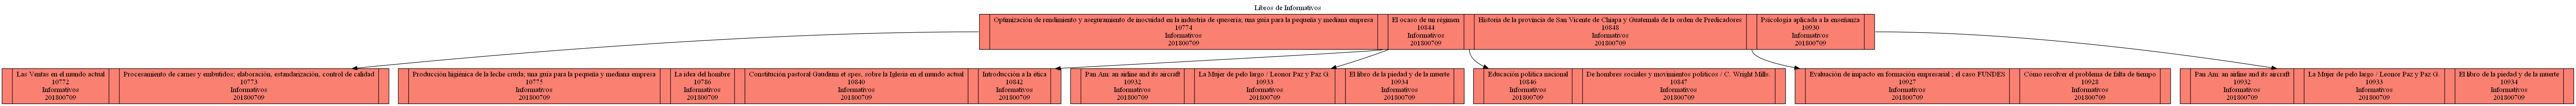 Libros de Informativos
Optimización de rendimiento y aseguramiento de inocuidad en la industria de quesería; una guía para la pequeña y mediana empresa
10774
Informativos
201800709
El ocaso de un régimen
10844
Informativos
201800709
Historia de la provincia de San Vicente de Chiapa y Guatemala de la orden de Predicadores
10848
Informativos
201800709
Psicología aplicada a la enseñanza
10930
Informativos
201800709
Las Ventas en el mundo actual
10772
Informativos
201800709
Procesamiento de carnes y embutidos; elaboración, estandarización, control de calidad
10773
Informativos
201800709
Producción higienica de la leche cruda; una guía para la pequeña y mediana empresa
10775
Informativos
201800709
La idea del hombre
10786
Informativos
201800709
Constitución pastoral Gaudium et spes, sobre la Iglesia en el mundo actual
10840
Informativos
201800709
Introducción a la ética
10842
Informativos
201800709
Pan Am: an airline and its aircraft
10932
Informativos
201800709
La Mujer de pelo largo / Leonor Paz y Paz G.
10933
Informativos
201800709
El libro de la piedad y de la muerte
10934
Informativos
201800709
Educación política nacional
10846
Informativos
201800709
De hombres sociales y movimientos políticos / C. Wright Mills.
10847
Informativos
201800709
Evaluación de impacto en formación empresarial ; el caso FUNDES
10927
Informativos
201800709
Cómo resolver el problema de falta de tiempo
10928
Informativos
201800709
Pan Am: an airline and its aircraft
10932
Informativos
201800709
La Mujer de pelo largo / Leonor Paz y Paz G.
10933
Informativos
201800709
El libro de la piedad y de la muerte
10934
Informativos
201800709